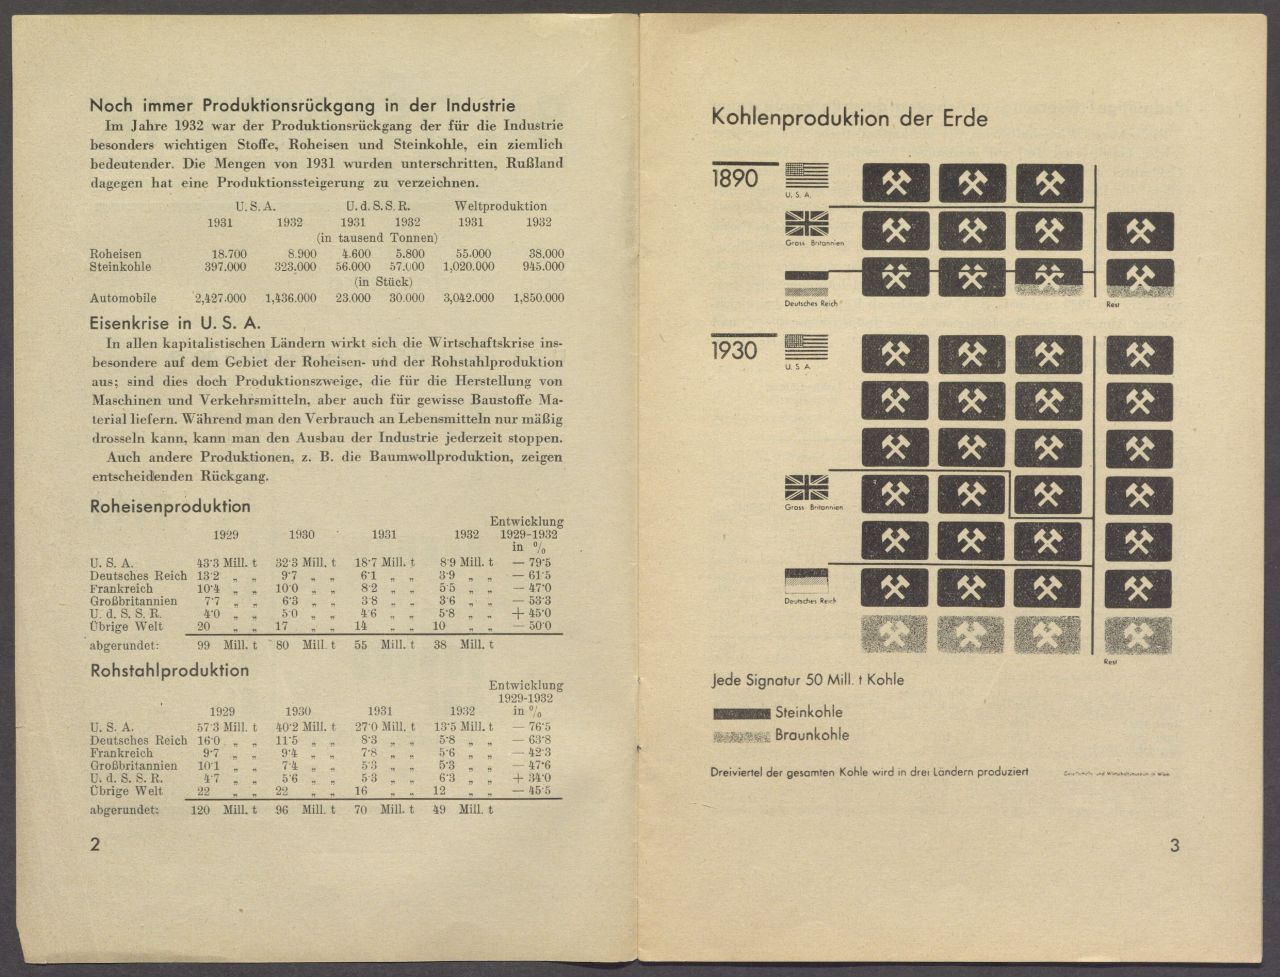 Noch immer Produktionsrückgang in der Industrie
Im Jahre 1932 war der Produktionsrückgang der für die Industrie
besonders wichtigen Stoffe, Roheisen und Steinkohle, ein ziemlich
bedeutender. Die Mengen von 1931 wurden unterschritten, Rußland
dagegen hat eine Produktionssteigerung zu verzeichnen.
U. S. A. U. d. S. S. R. Weltproduktion
1931 1932 1931 1932 1931 1932
(in tausend Tonnen)
Roheisen 18.700 8.900 4.600 5.800 55.000 38.000
Steinkohle 397.000 323.000 56.000 57.000 1,020.000 945.000
(in Stück)
Automobile 2,427.000 1,436.000 23.000 30.000 3,042.000 1,850.000
Eisenkrise in U. S. A.
In allen kapitalistischen Ländern wirkt sich die Wirtschaftskrise ins-
besondere auf dem Gebiet der Roheisen- und der Rohstahlproduktion
aus; sind dies doch Produktionszweige, die für die Herstellung von
Maschinen und Verkehrsmitteln, aber auch für gewisse Baustoffe Ma-
terial liefern. Während man den Verbrauch an Lebensmitteln nur mäßig
drosseln kann, kann man den Ausbau der Industrie jederzeit stoppen.
Auch andere Produktionen, z. B. die Baumwollproduktion, zeigen
entscheidenden Rückgang.
Roheisenproduktion
Entwicklung
1929 1930 1931 1932 1929-1932
in %
U. S. A. 43·3 Mill. t 32·3 Mill. t 18·7 Mill. t 8·9 Mill. t — 79·5
Deutsches Reich 13·2 „ „ 9·7 „ „ 6·1 „ „ 3·9 „ „ — 61·5
Frankreich 10·4 „ „ 10·0 „ „ 8·2 „ „ 5·5 „ „ — 47·0
Großbritannien 7·7 „ „ 6·3 „ „ 3·8 „ „ 3·6 „ „ — 53·3
U. d. S. S. R. 4·0 „ „ 5·0 „ „ 4·6 „ „ 5·8 „ „ + 45·0
Übrige Welt 20 „ „ 17 „ „ 14 „ „ 10 „ „ — 50·0
abgerundet: 99 Mill. t 80 Mill. t 55 Mill. t 38 Mill. t
Rohstahlproduktion
Entwicklung
1929-1932
1929 1930 1931 1932 in %
U. S. A. 57·3 Mill. t 40·2 Mill. t 27·0 Mill. t 13·5 Mill. t — 76·5
Deutsches Reich 16·0 „ „ 11·5 „ „ 8·3 „ „ 5·8 „ „ — 63·8
Frankreich 9·7 „ „ 9·4 „ „ 7·8 „ „ 5·6 „ „ — 42·3
Großbritannien 10·1 „ „ 7·4 „ „ 5·3 „ „ 5·3 „ „ — 47·6
U. d. S. S. R. 4·7 „ „ 5·6 „ „ 5·3 „ „ 6·3 „ „ + 34·0
Übrige Welt 22 „ „ 22 „ „ 16 „ „ 12 „ „ — 45·5
abgerundet: 120 Mill. t 96 Mill. t 70 Mill. t 49 Mill. t
2
Kohlenproduktion der Erde
1890
U. S. A.
Gross Britannien
Deutsches Reich
Rest
1930
U. S. A.
Gross Britannien
Deutsches Reich
Rest
Jede Signatur 50 Mill. t Kohle
Steinkohle
Braunkohle
Dreiviertel der gesamten Kohle wird in drei Ländern produziert
Gesellschafts- und Wirtschaftsmuseum in Wien
3